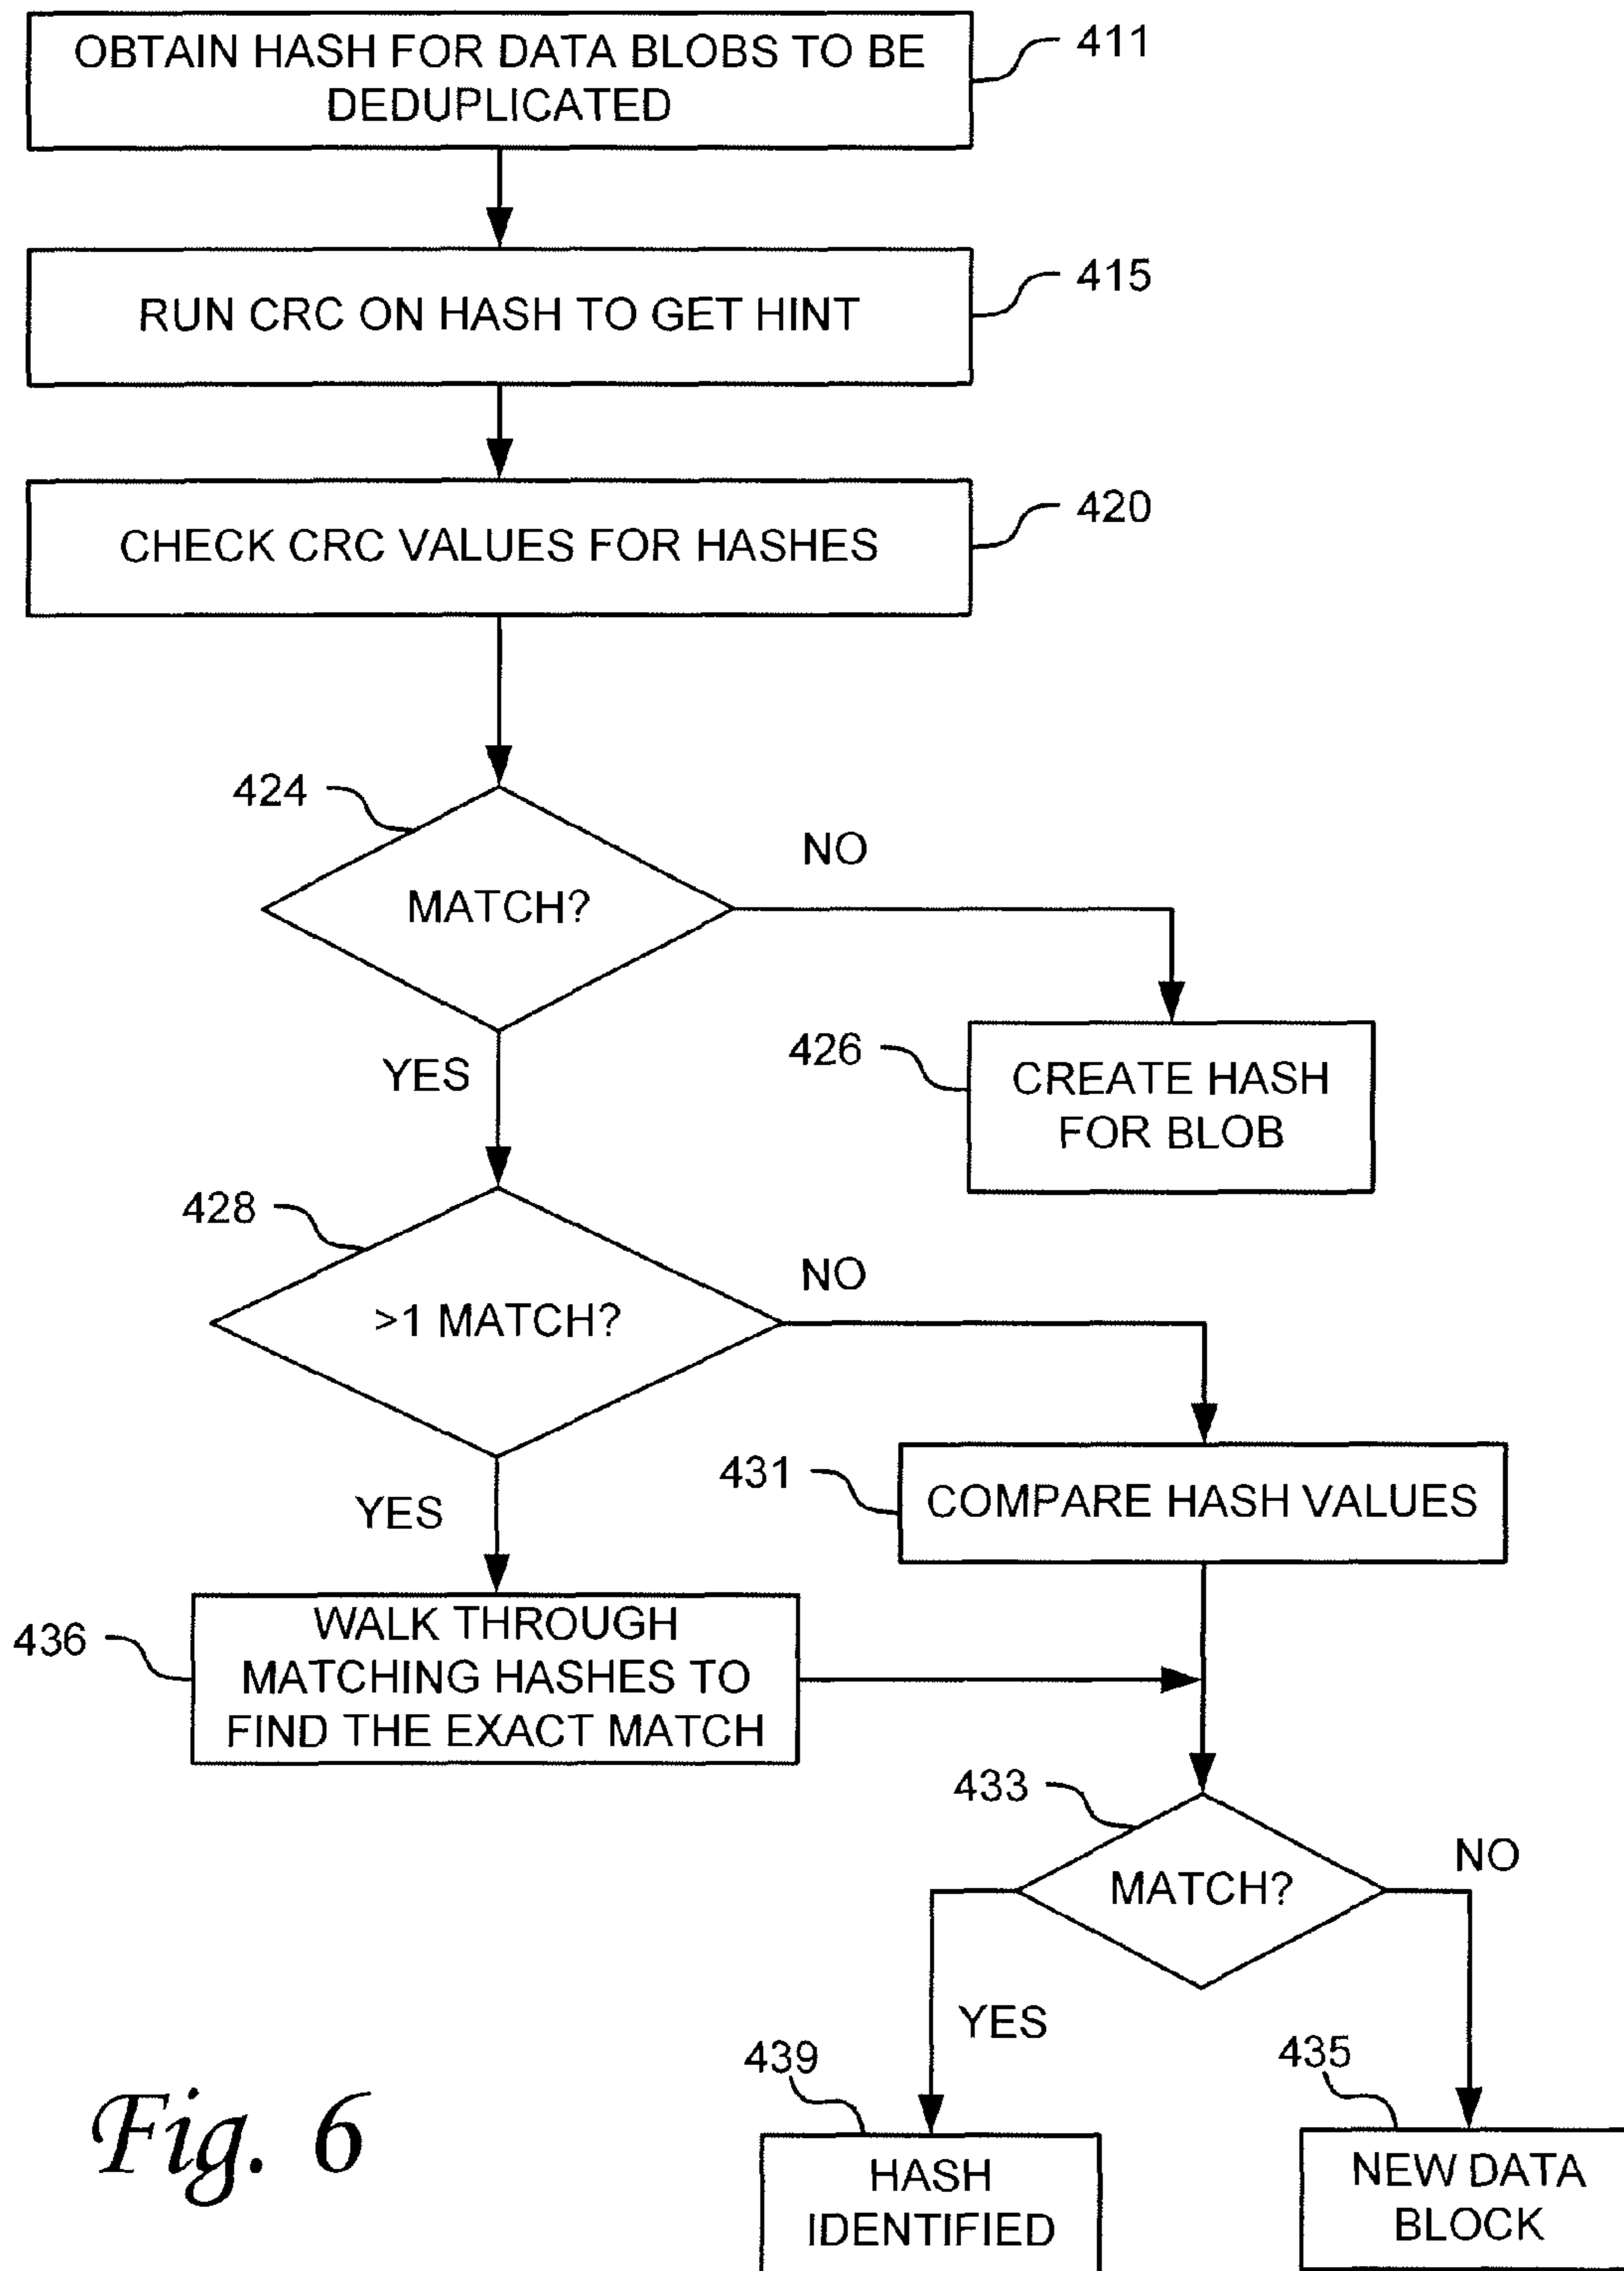 OBTAIN HASH FOR DATA BLOBS TO BE
DEDUPLICATED
411
RUN CRC ON HASH TO GET HINT
415
CHECK CRC VALUES FOR HASHES
420
424
MATCH?
NO
YES
426
CREATE HASH
FOR BLOB
428
>1 MATCH?
NO
YES
431
COMPARE HASH VALUES
436
WALK THROUGH
MATCHING HASHES TO
FIND THE EXACT MATCH
433
MATCH?
NO
YES
439
HASH
IDENTIFIED
435
NEW DATA
BLOCK
Fig. 6